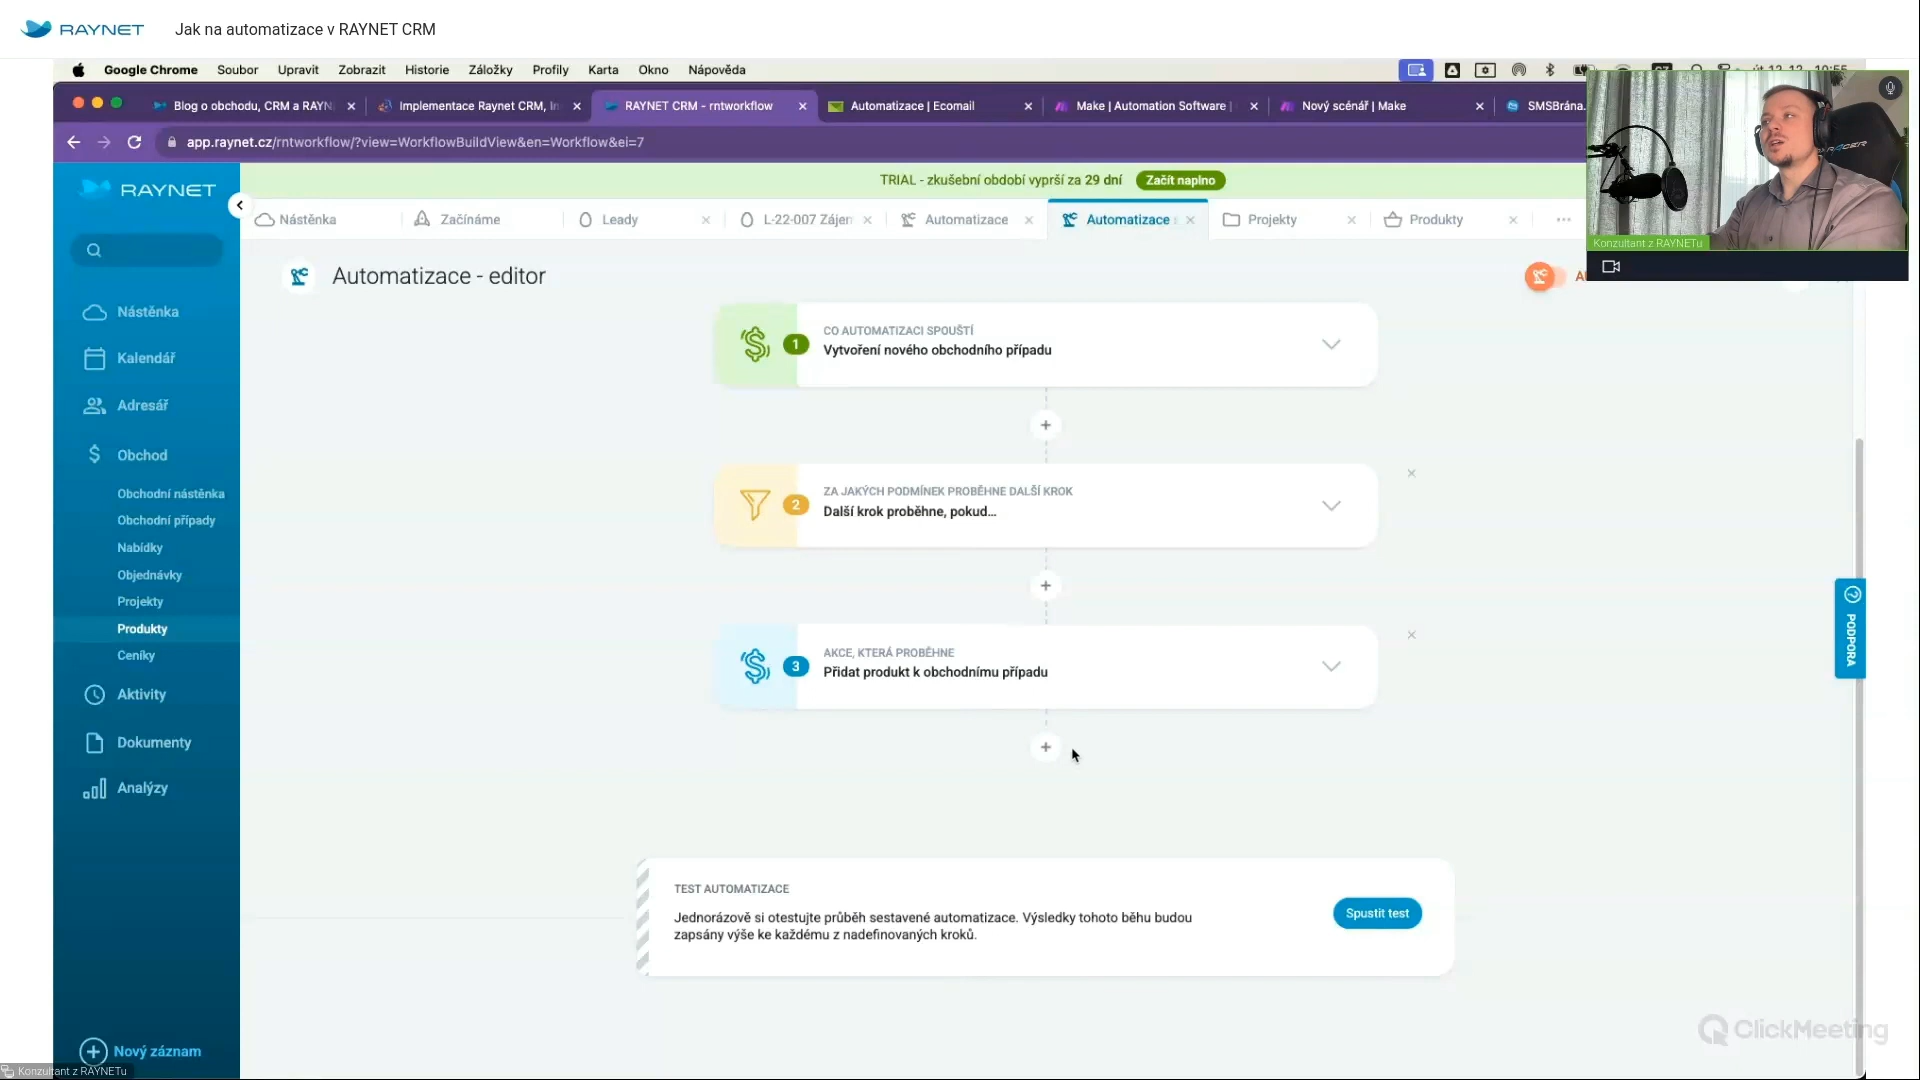 RAYNET Jak na automatizace v RAYNET CRM
Google Chrome Soubor Upravit Zobrazit Historie Záložky Profily Karta Okno Nápověda
Blog o obchodu, CRM a RAYN Implementace Raynet CRM, In RAYNET CRM - rntworkflow Automatizace | Ecomail Make | Automation Software | Nový scénář | Make SMSBrána.
app.raynet.cz/rntworkflow/?view=WorkflowBuildView&en=Workflow&ei=7
RAYNET
TRIAL - zkušební období vyprší za 29 dní Začít naplno
Nástěnka Začínáme Leady L-22-007 Zájem Automatizace Automatizace Projekty Produkty
Konzultant z RAYNETu
Automatizace - editor
Nástěnka
Kalendář
Adresář
Obchod
Obchodní nástěnka
Obchodní případy
Nabídky
Objednávky
Projekty
Produkty
Ceníky
Aktivity
Dokumenty
Analýzy
Nový záznam
1
CO AUTOMATIZACI SPOUŠTÍ
Vytvoření nového obchodního případu
2
ZA JAKÝCH PODMÍNEK PROBĚHNE DALŠÍ KROK
Další krok proběhne, pokud...
3
AKCE, KTERÁ PROBĚHNE
Přidat produkt k obchodnímu případu
PODPORA
TEST AUTOMATIZACE
Jednorázově si otestujte průběh sestavené automatizace. Výsledky tohoto běhu budou
zapsány výše ke každému z nadefinovaných kroků.
Spustit test
ClickMeeting
Konzultant z RAYNETu